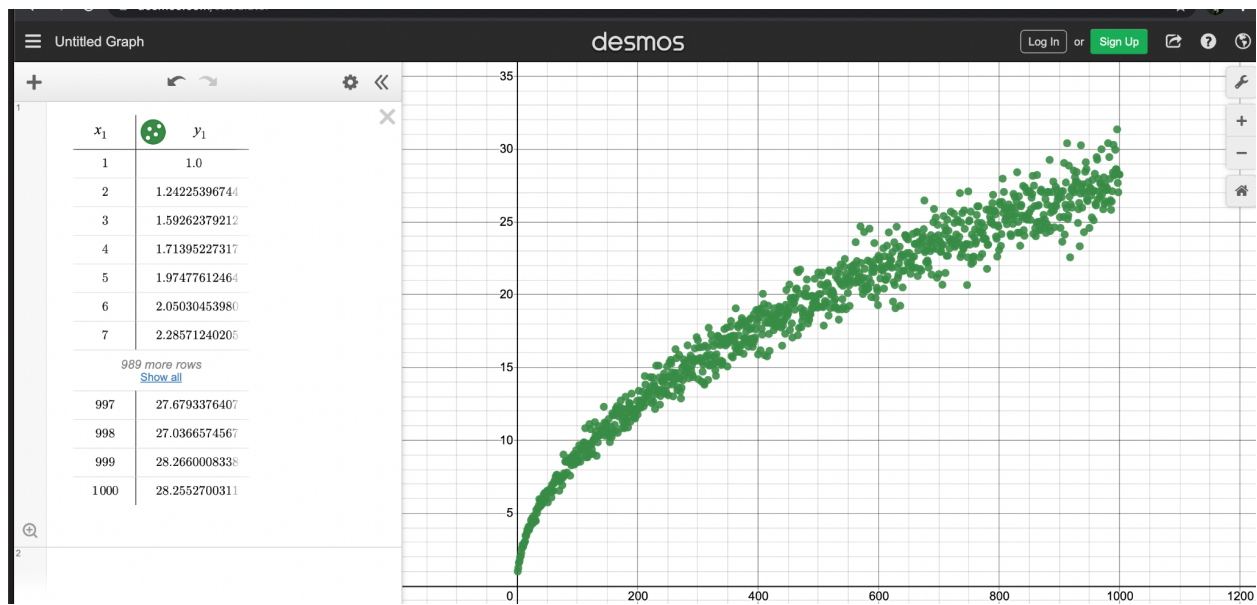 Untitled Graph
desmos
Log In or Sign Up
1
x₁ y₁
1 1.0
2 1.24225396744
3 1.59262379212
4 1.71395227317
5 1.97477612464
6 2.05030453980
7 2.28571240205
989 more rows
Show all
997 27.6793376407
998 27.0366574567
999 28.2660008338
1000 28.2552700311
2
35
30
25
20
15
10
5
0 200 400 600 800 1000 1200